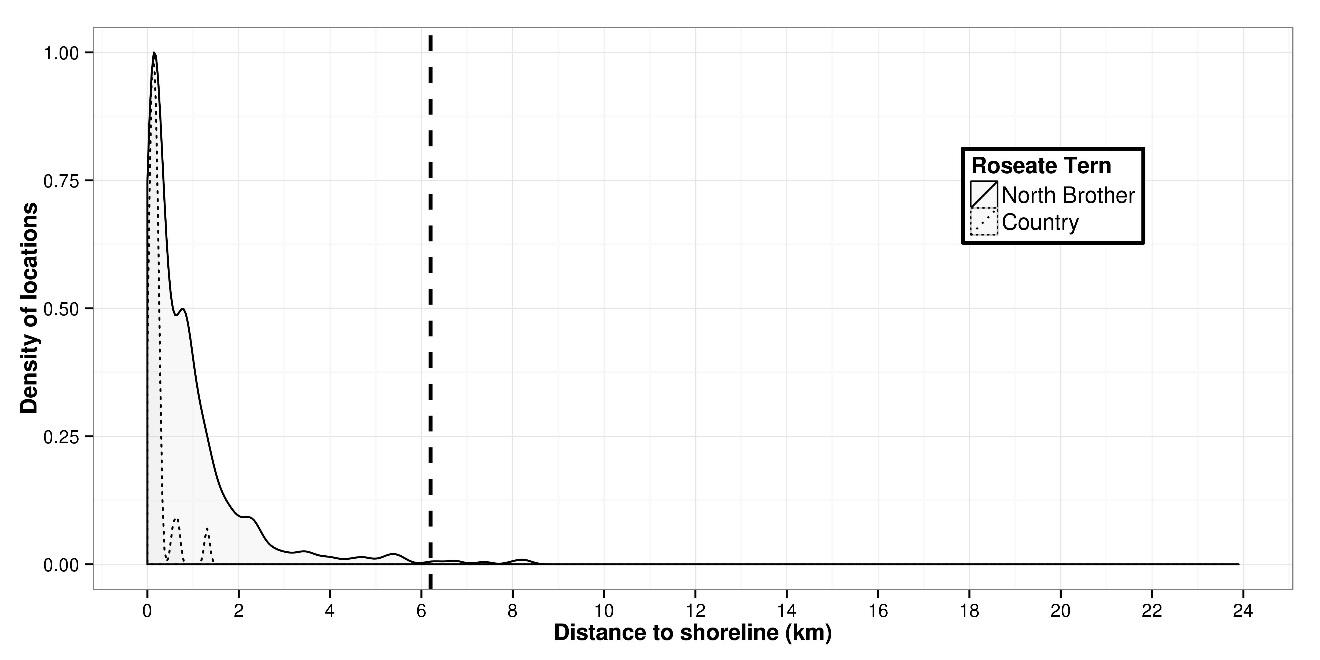 1.00
0.75
0.50
0.25
0.00
Density of locations
Roseate Tern
North Brother
Country
0 2 4 6 8 10 12 14 16 18 20 22 24
Distance to shoreline (km)